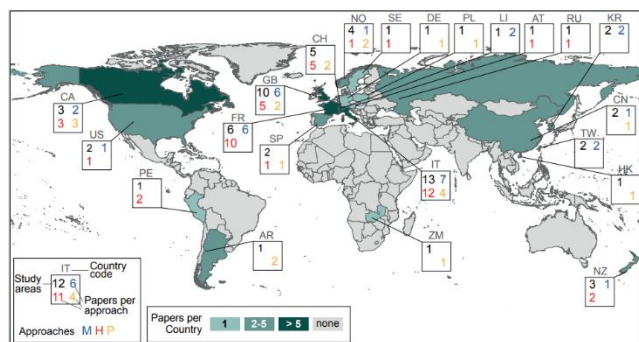 NO
4 1
1 2
SE
1
1
DE
1
1
PL
1
1
LI
1 2
AT
1
1
RU
1
1
KR
2 2
CH
5
5 2
GB
10 6
5 2
CA
3 2
3 3
FR
6 6
10
US
2 1
1
SP
2
1 1
IT
13 7
12 4
CN
2 1
1
TW.
2 2
HK
1
1
PE
1
2
AR
1
2
ZM
1
1
NZ
3 1
2
IT
Country code
Study areas
12 6
11 4
Papers per approach
Approaches M H P
Papers per Country
1
2-5
> 5
none